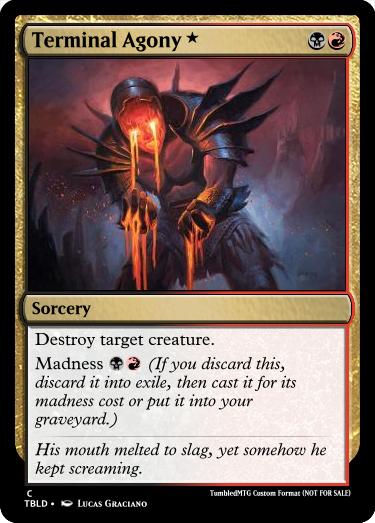 Terminal Agony ★
Sorcery
Destroy target creature.
Madness (If you discard this,
discard it into exile, then cast it for its
madness cost or put it into your
graveyard.)
His mouth melted to slag, yet somehow he
kept screaming.
C
TBLD • Lucas Graciano
TumbledMTG Custom Format (NOT FOR SALE)